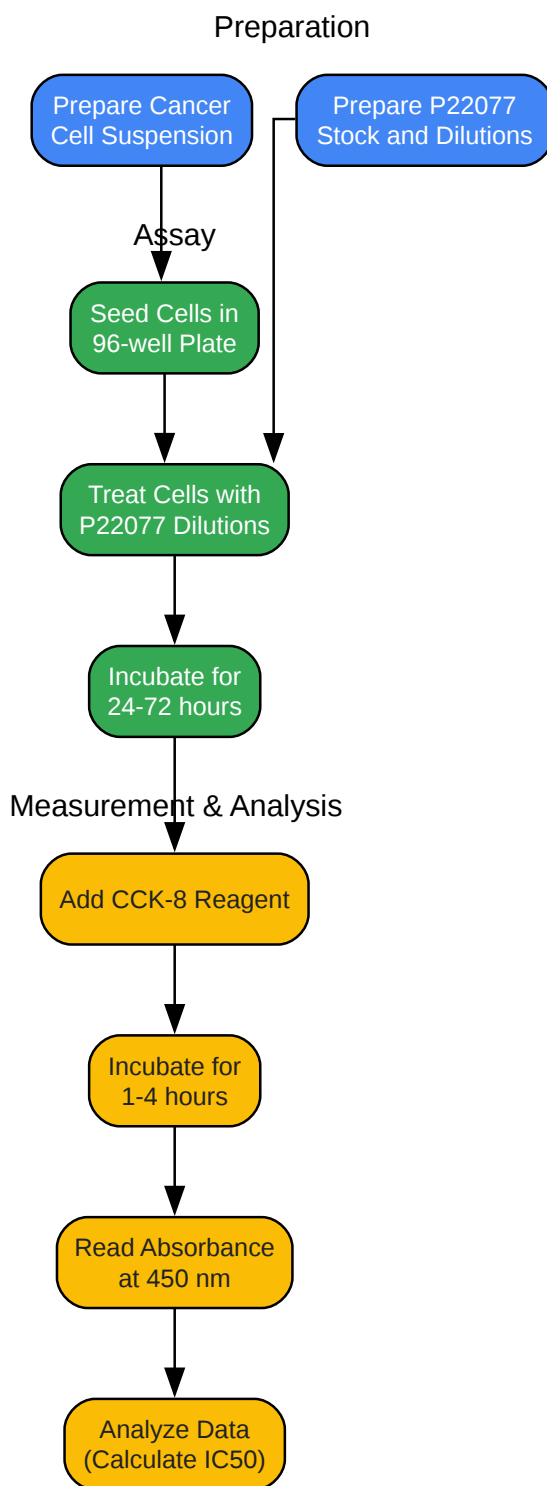 Preparation
Prepare Cancer
Cell Suspension
Prepare P22077
Stock and Dilutions
Assay
Seed Cells in
96-well Plate
Treat Cells with
P22077 Dilutions
Incubate for
24-72 hours
Measurement & Analysis
Add CCK-8 Reagent
Incubate for
1-4 hours
Read Absorbance
at 450 nm
Analyze Data
(Calculate IC50)